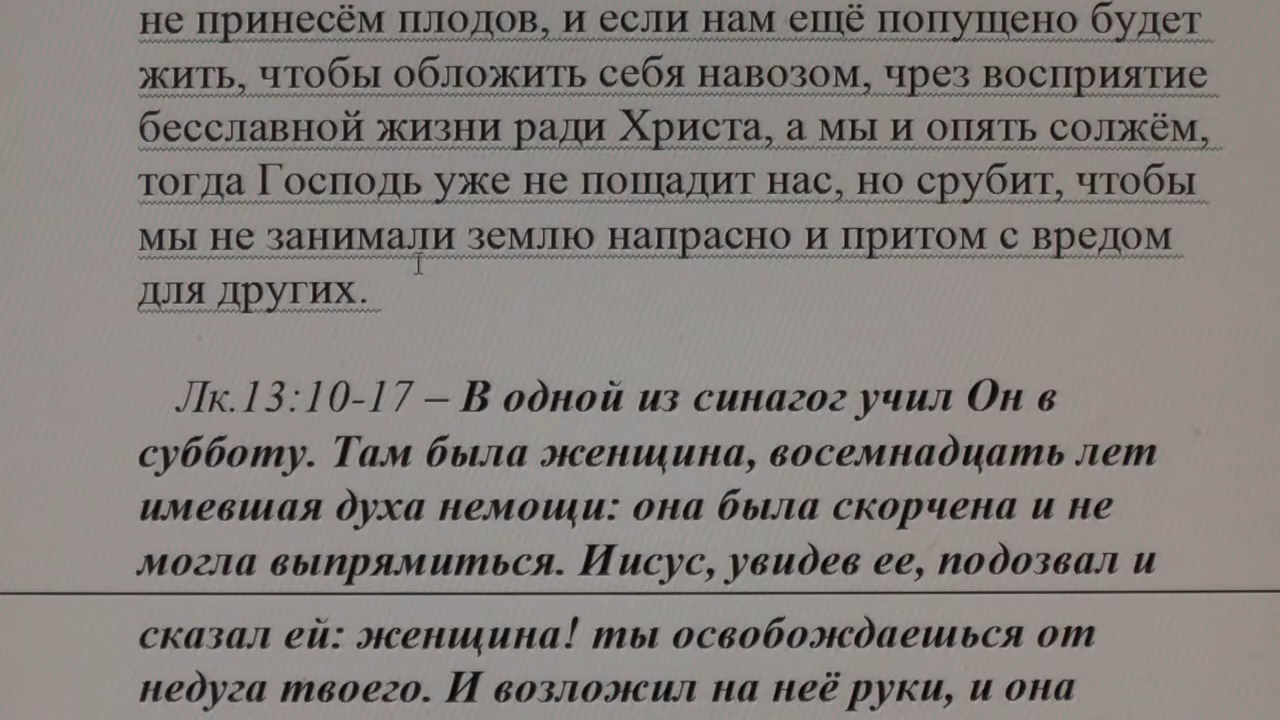 не принесём плодов, и если нам ещё попущено будет
жить, чтобы обложить себя навозом, чрез восприятие
бесславной жизни ради Христа, а мы и опять солжём,
тогда Господь уже не пощадит нас, но срубит, чтобы
мы не занимали землю напрасно и притом с вредом
для других.
Лк.13:10-17 – В одной из синагог учил Он в
субботу. Там была женщина, восемнадцать лет
имевшая духа немощи: она была скорчена и не
могла выпрямиться. Иисус, увидев ее, подозвал и
сказал ей: женщина! ты освобождаешься от
недуга твоего. И возложил на неё руки, и она